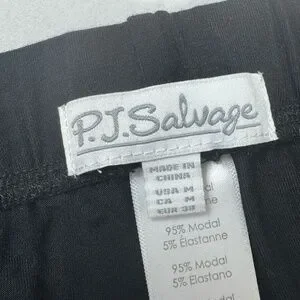 P.J.Salvage
MADE IN
CHINA
USA M
CA M
EUR 38
95% Modal
5% Elastanne
95% Modal
5% Elastano